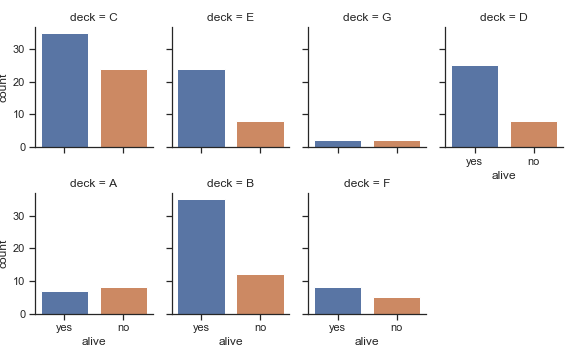 deck = C
deck = E
deck = G
deck = D
count
30
20
10
0
yes
no
alive
deck = A
deck = B
deck = F
count
30
20
10
0
yes
no
yes
no
yes
no
alive
alive
alive